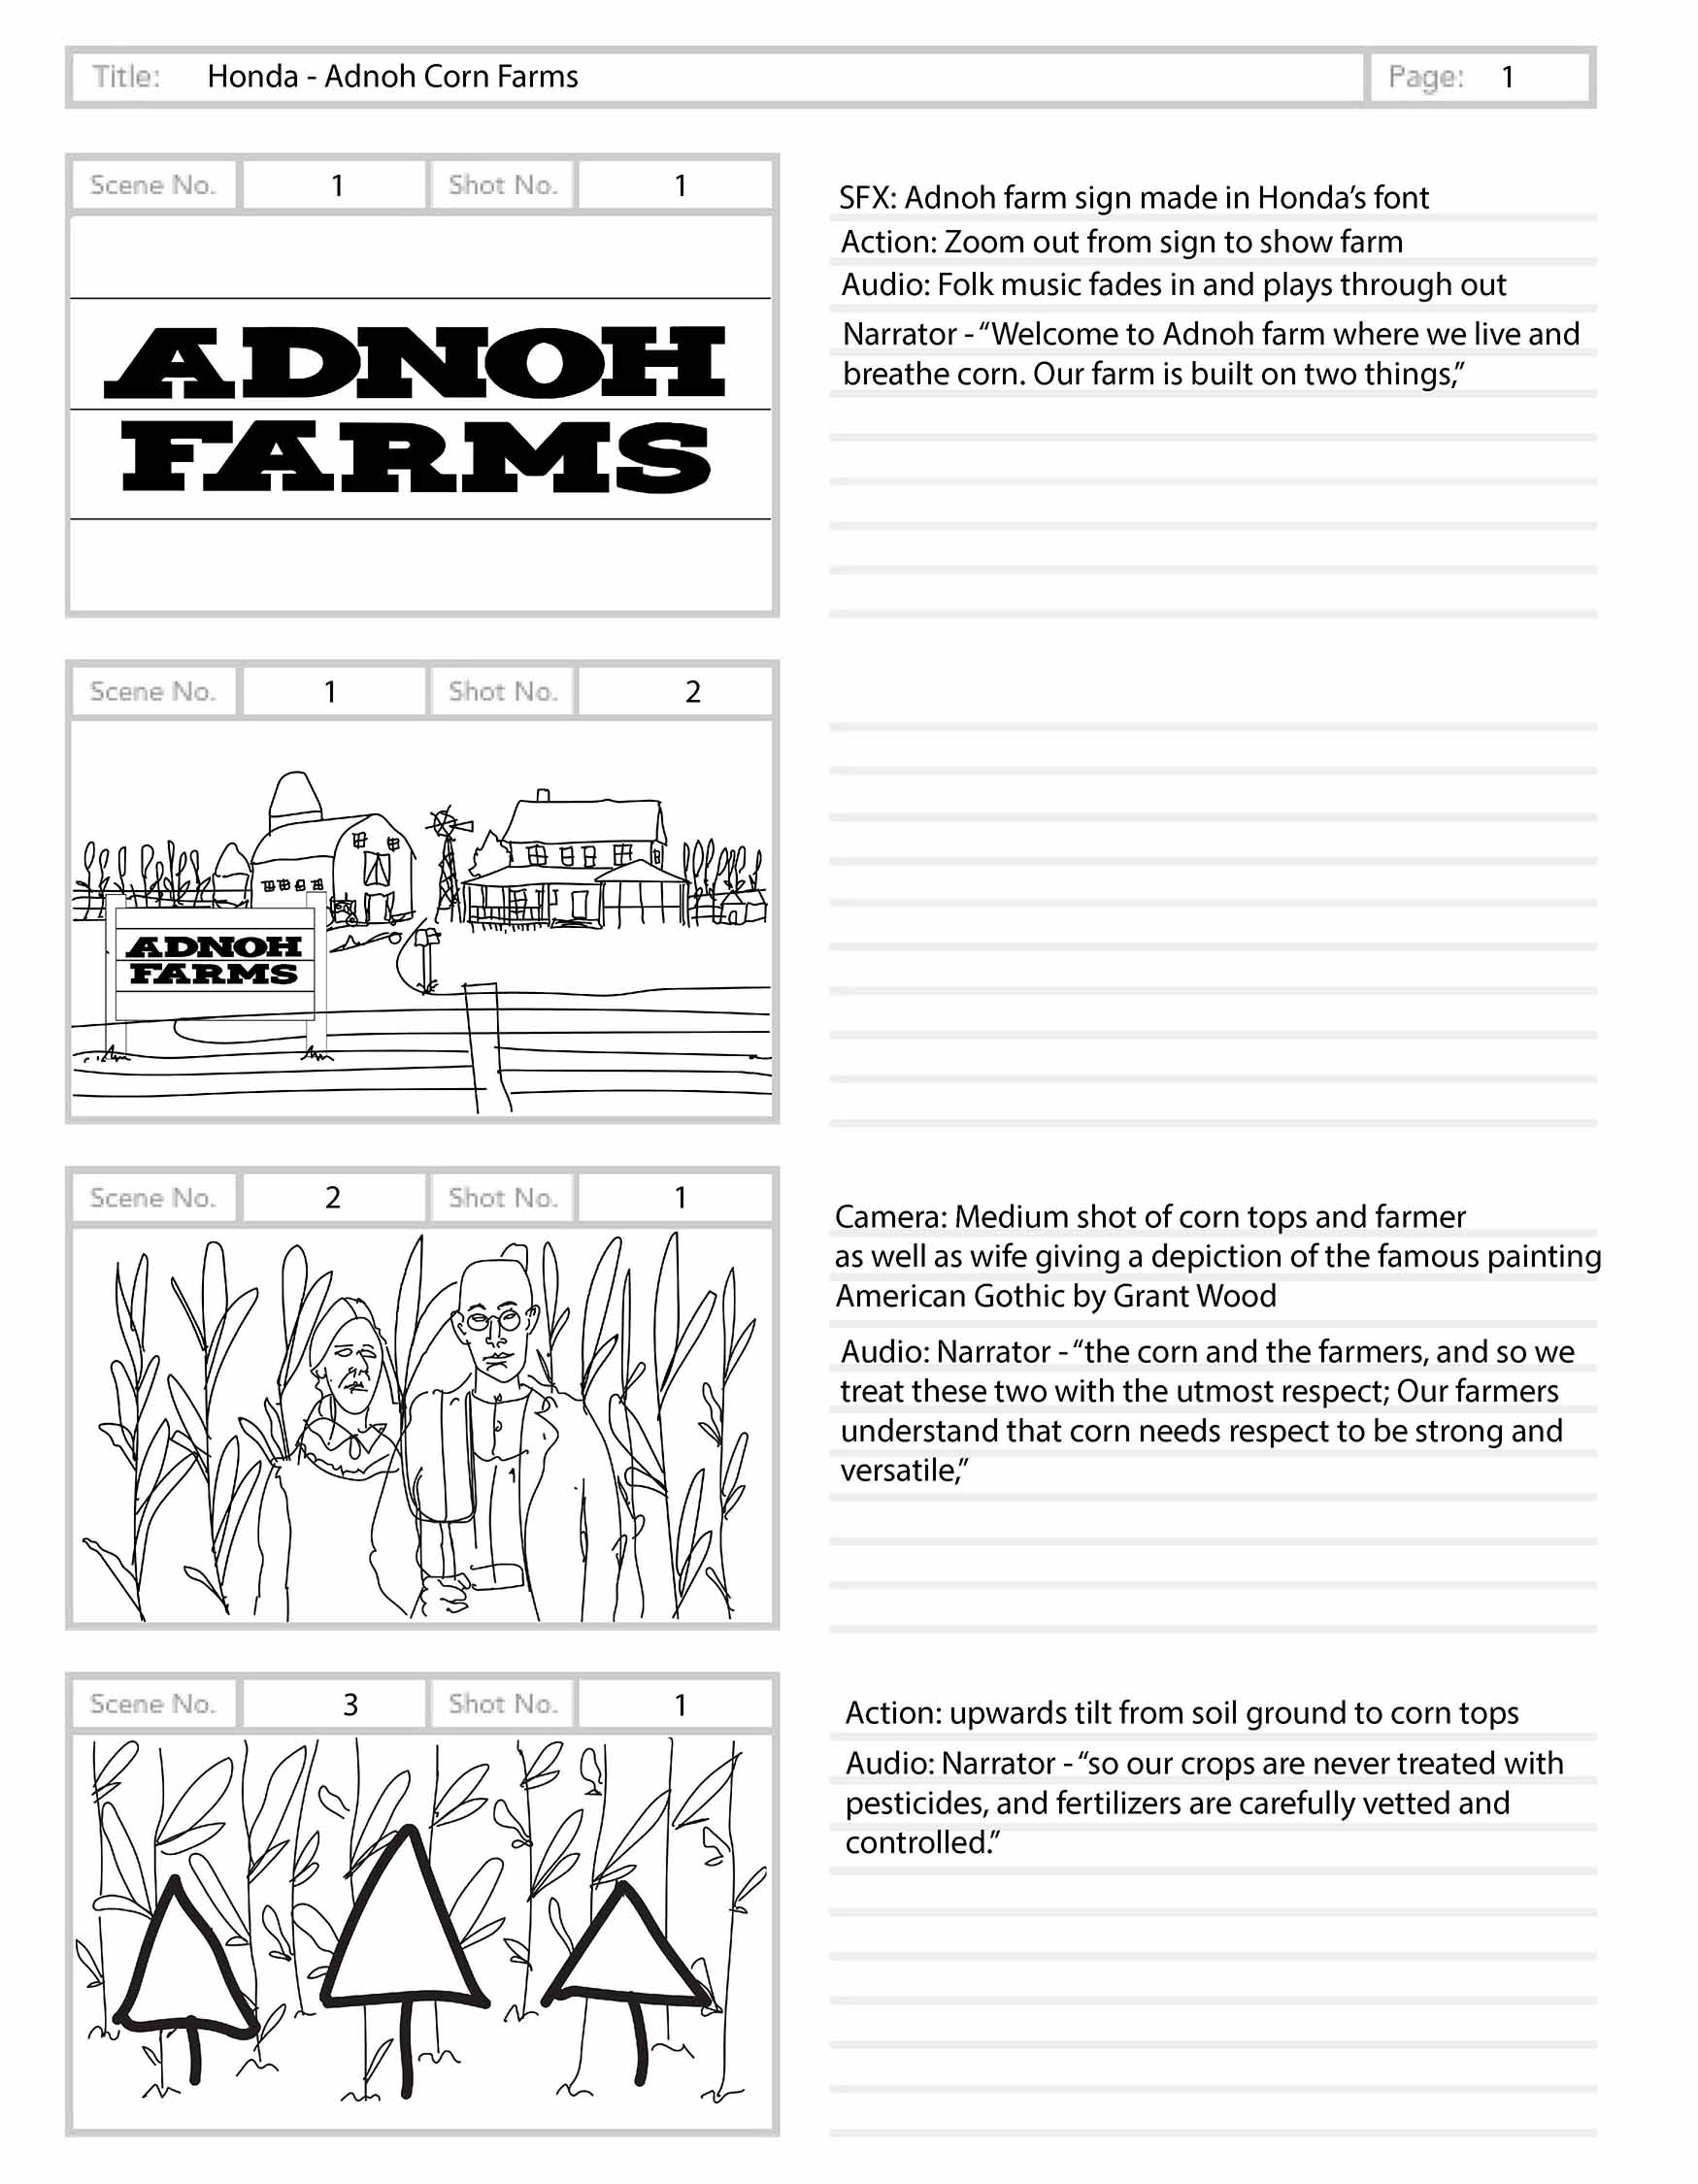 Title: Honda - Adnoh Corn Farms Page: 1
Scene No. 1 Shot No. 1
ADNOH
FARMS
SFX: Adnoh farm sign made in Honda's font
Action: Zoom out from sign to show farm
Audio: Folk music fades in and plays through out
Narrator - “Welcome to Adnoh farm where we live and
breathe corn. Our farm is built on two things,”
Scene No. 1 Shot No. 2
ADNOH
FARMS
Scene No. 2 Shot No. 1
Camera: Medium shot of corn tops and farmer
as well as wife giving a depiction of the famous painting
American Gothic by Grant Wood
Audio: Narrator - “the corn and the farmers, and so we
treat these two with the utmost respect; Our farmers
understand that corn needs respect to be strong and
versatile,”
Scene No. 3 Shot No. 1
Action: upwards tilt from soil ground to corn tops
Audio: Narrator - “so our crops are never treated with
pesticides, and fertilizers are carefully vetted and
controlled.”